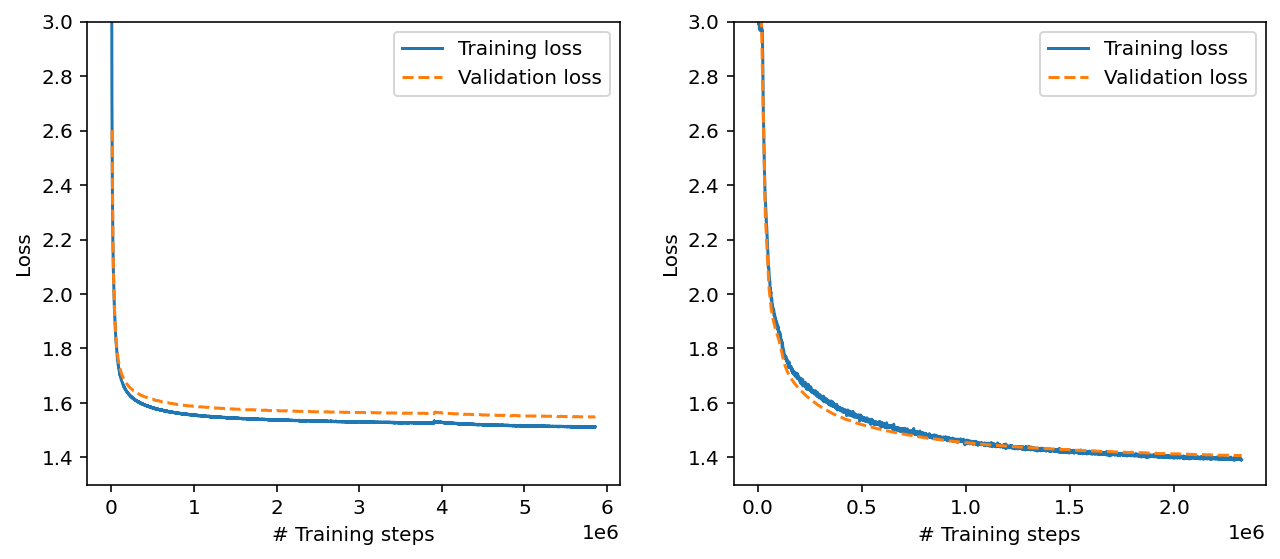 3.0
2.8
2.6
2.4
2.2
2.0
1.8
1.6
1.4
Loss
Training loss
Validation loss
0 1 2 3 4 5 6
1e6
# Training steps
3.0
2.8
2.6
2.4
2.2
2.0
1.8
1.6
1.4
Loss
Training loss
Validation loss
0.0 0.5 1.0 1.5 2.0
1e6
# Training steps